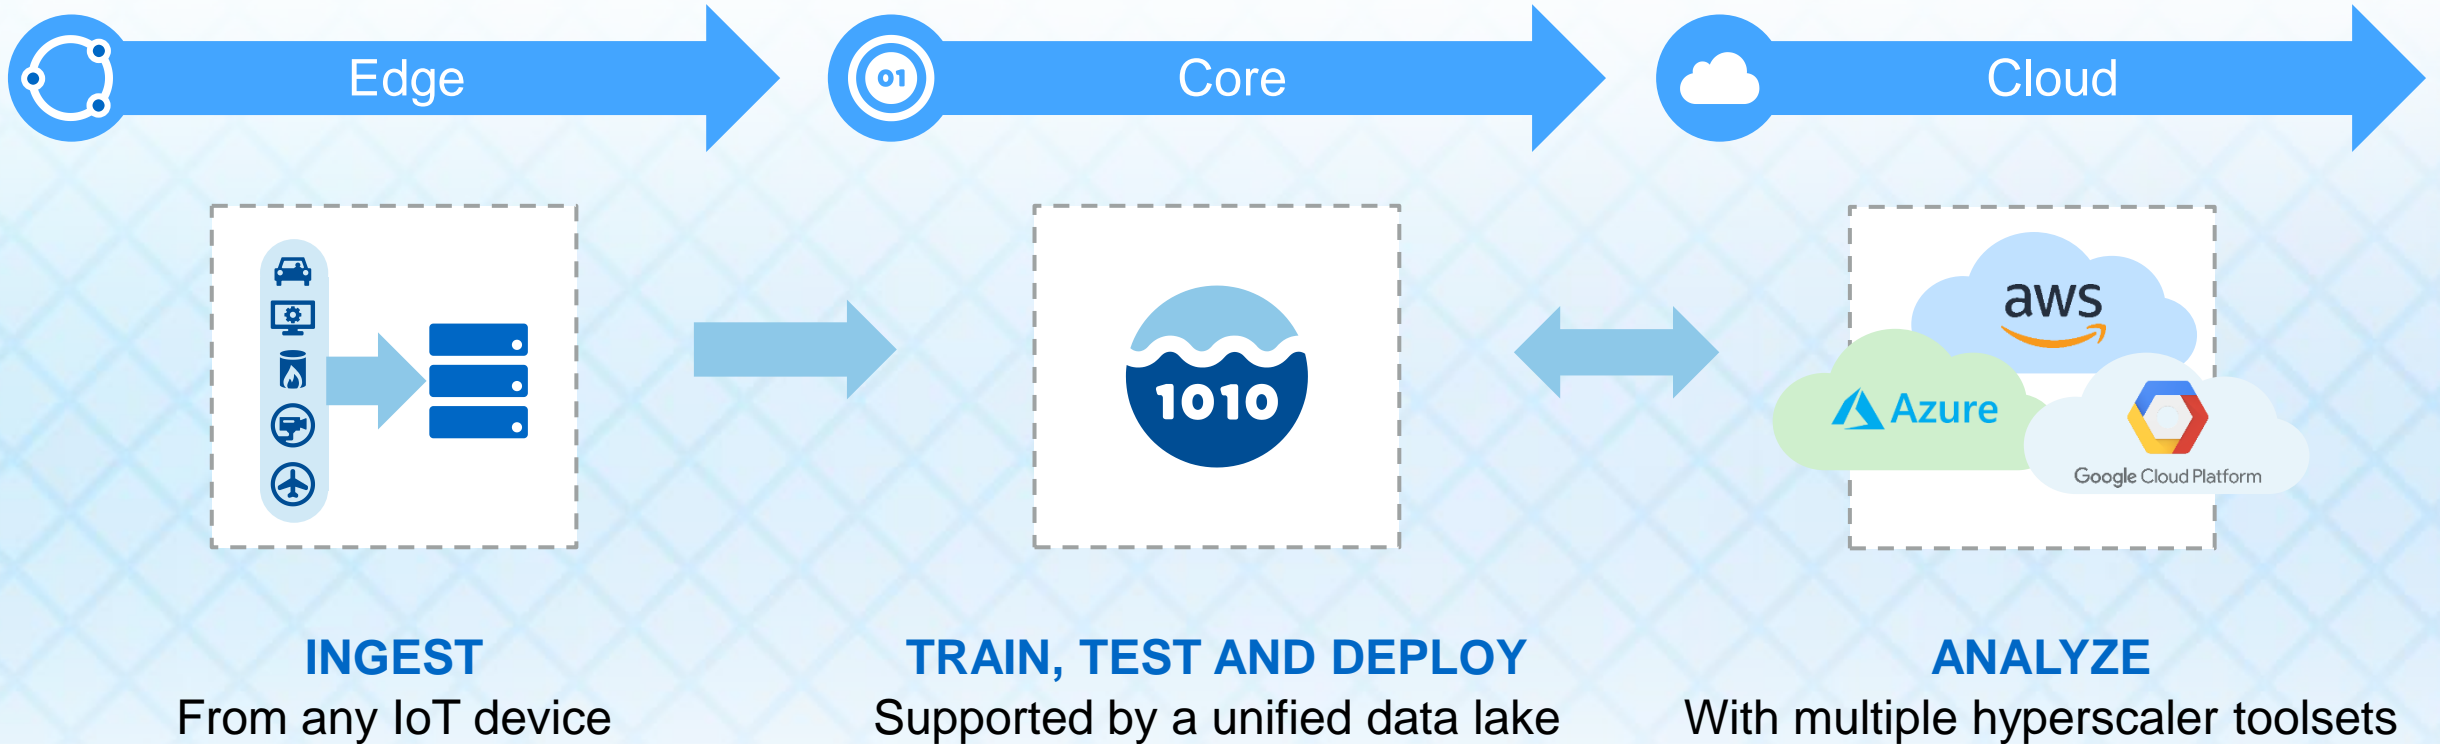 Edge
01
Core
Cloud
1010
aws
Azure
Google Cloud Platform
INGEST
From any IoT device
TRAIN, TEST AND DEPLOY
Supported by a unified data lake
ANALYZE
With multiple hyperscaler toolsets